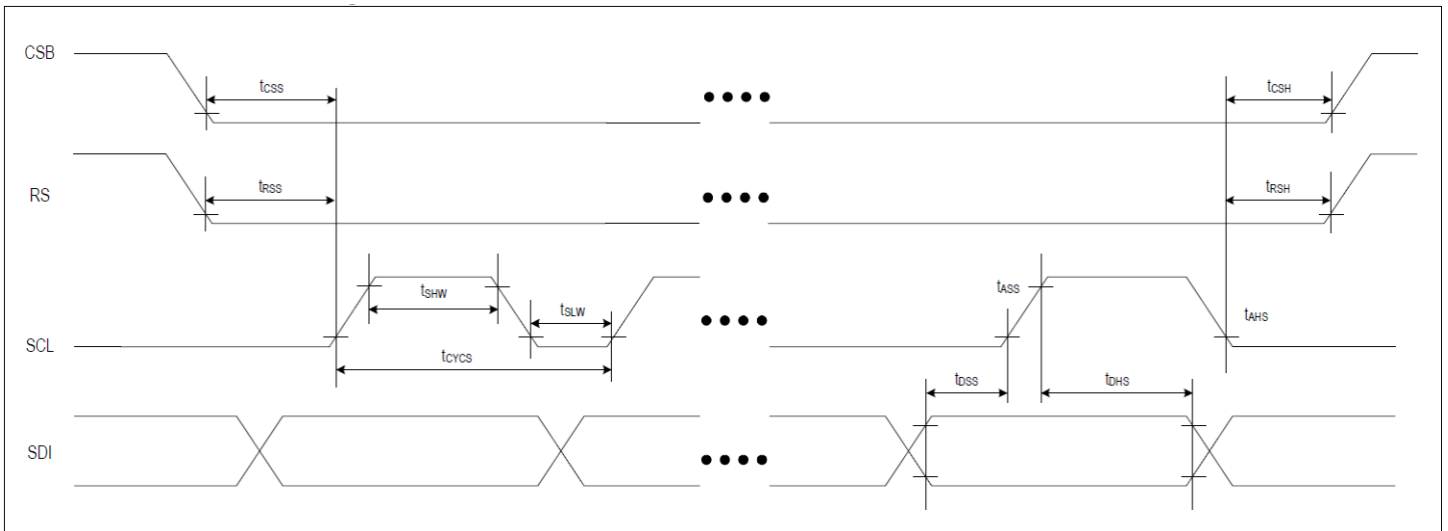 CSB
tCSS
tCSH
RS
tRSS
tRSH
tSHW
tSLW
tASS
tAHS
SCL
tCYCS
tDSS
tDHS
SDI